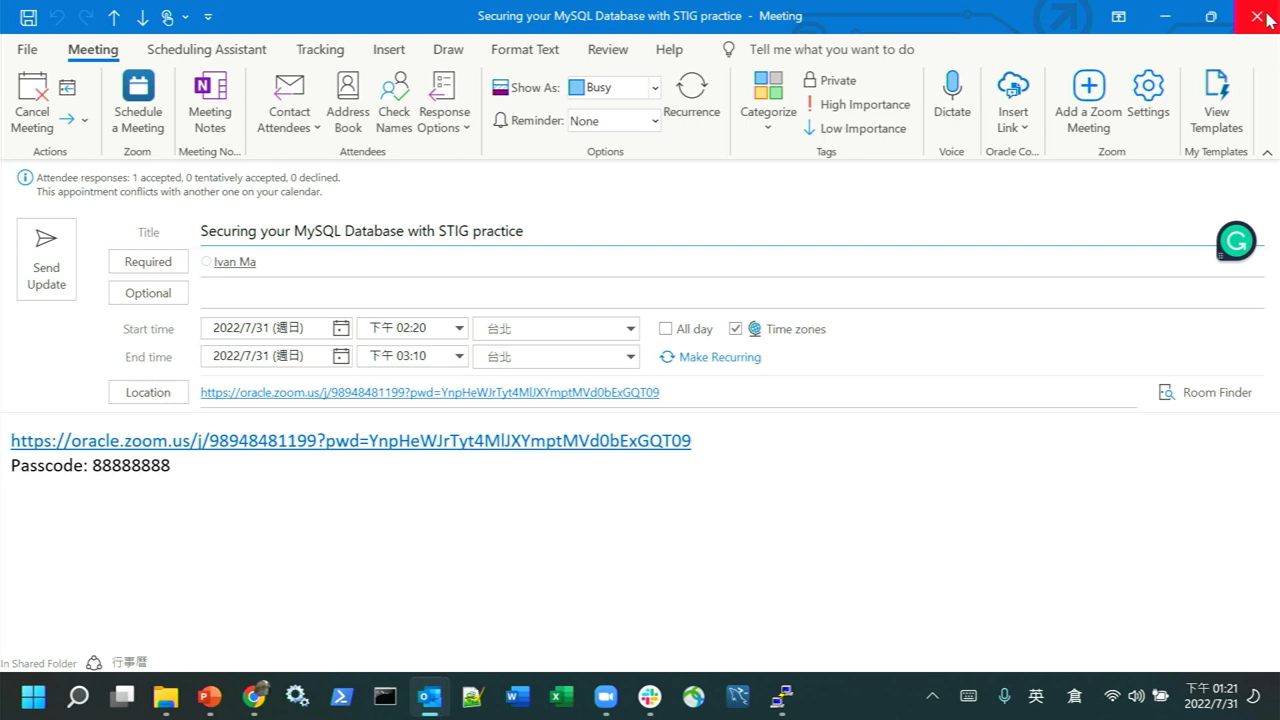 Securing your MySQL Database with STIG practice - Meeting
File Meeting Scheduling Assistant Tracking Insert Draw Format Text Review Help Tell me what you want to do
Cancel Meeting
Actions
Schedule a Meeting
Zoom
Meeting Notes
Meeting No...
Contact Attendees
Address Book
Check Names
Response Options
Attendees
Show As: Busy
Reminder: None
Recurrence
Options
Categorize
Private
High Importance
Low Importance
Tags
Dictate
Voice
Insert Link
Oracle Co...
Add a Zoom Meeting
Settings
Zoom
View Templates
My Templates
Attendee responses: 1 accepted, 0 tentatively accepted, 0 declined.
This appointment conflicts with another one on your calendar.
Send Update
Title Securing your MySQL Database with STIG practice
Required Ivan Ma
Optional
Start time 2022/7/31 (週日) 下午 02:20 台北 All day Time zones
End time 2022/7/31 (週日) 下午 03:10 台北 Make Recurring
Location https://oracle.zoom.us/j/98948481199?pwd=YnpHeWJrTyt4MlJXYmptMVd0bExGQT09 Room Finder
https://oracle.zoom.us/j/98948481199?pwd=YnpHeWJrTyt4MlJXYmptMVd0bExGQT09
Passcode: 88888888
In Shared Folder 行事曆
英 下午 01:21
2022/7/31